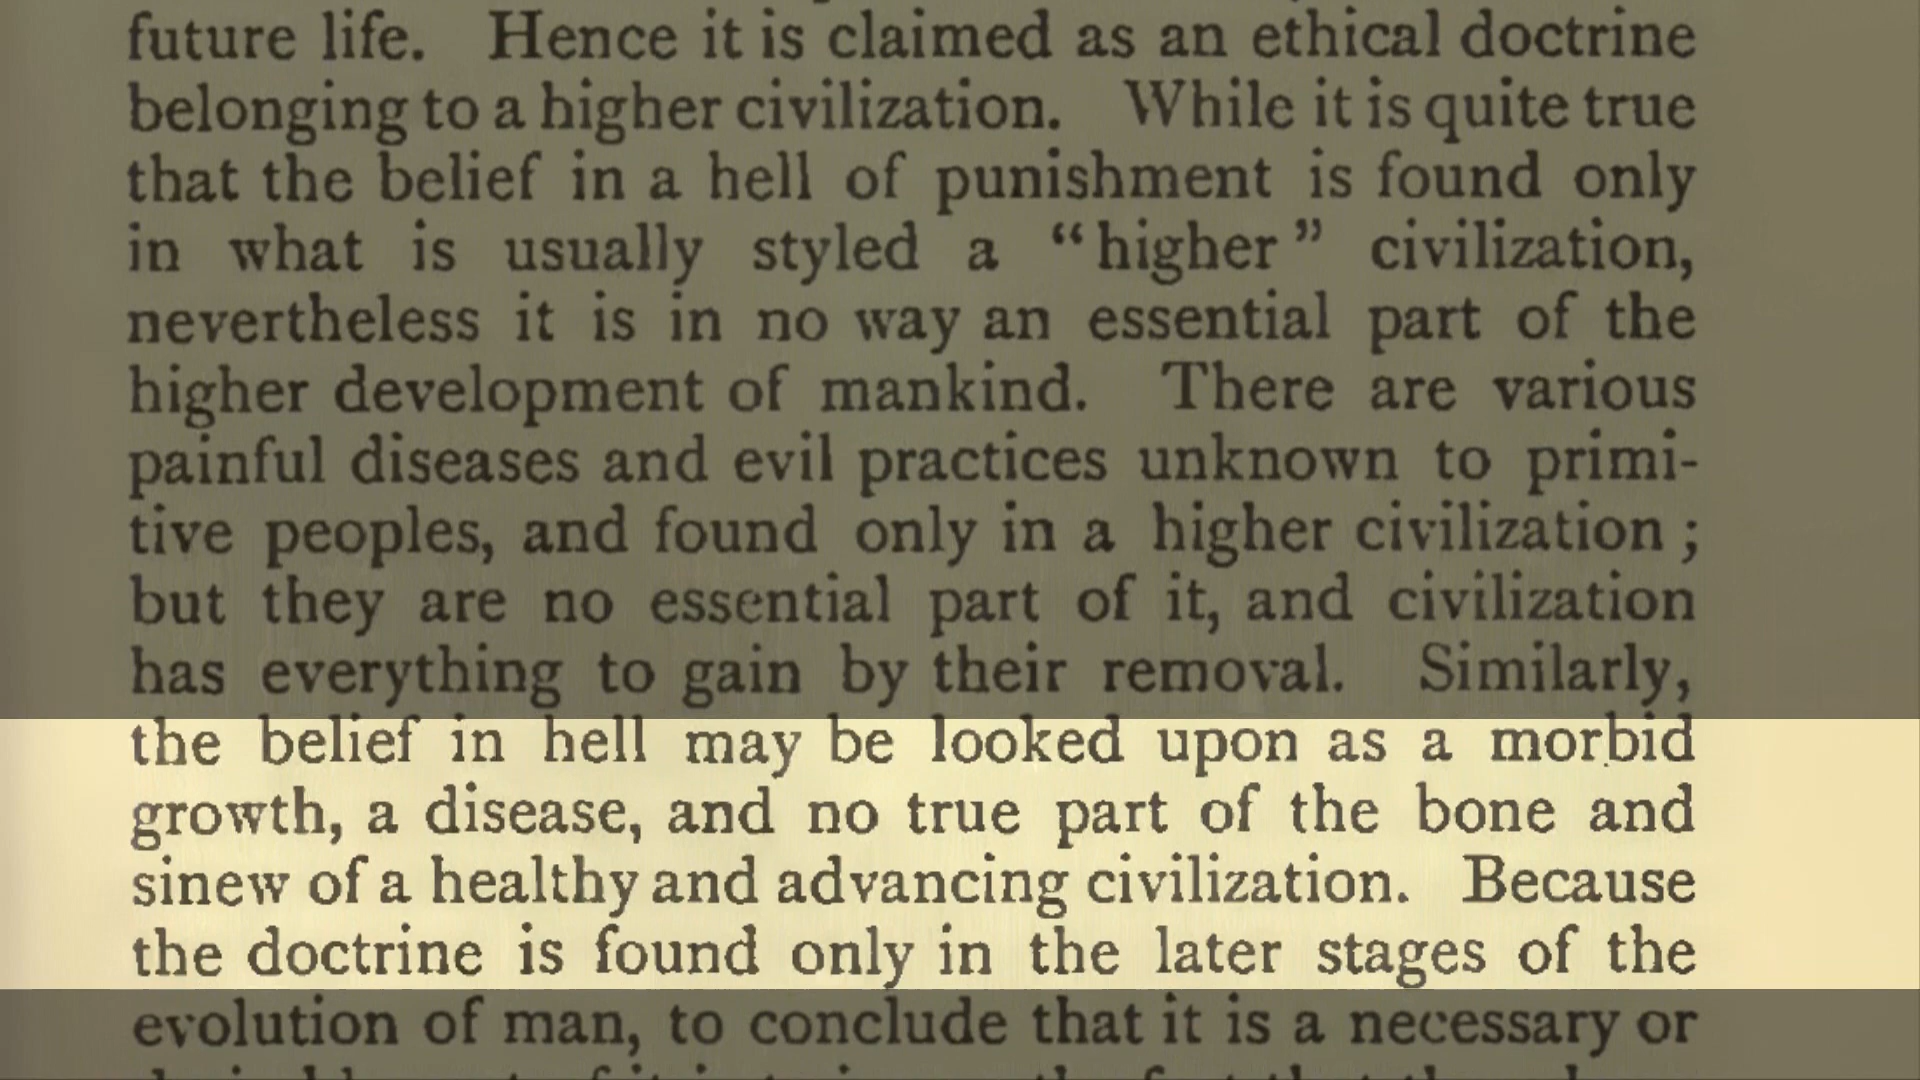 future life. Hence it is claimed as an ethical doctrine
belonging to a higher civilization. While it is quite true
that the belief in a hell of punishment is found only
in what is usually styled a “higher” civilization,
nevertheless it is in no way an essential part of the
higher development of mankind. There are various
painful diseases and evil practices unknown to primi-
tive peoples, and found only in a higher civilization ;
but they are no essential part of it, and civilization
has everything to gain by their removal. Similarly,
the belief in hell may be looked upon as a morbid
growth, a disease, and no true part of the bone and
sinew of a healthy and advancing civilization. Because
the doctrine is found only in the later stages of the
evolution of man, to conclude that it is a necessary or